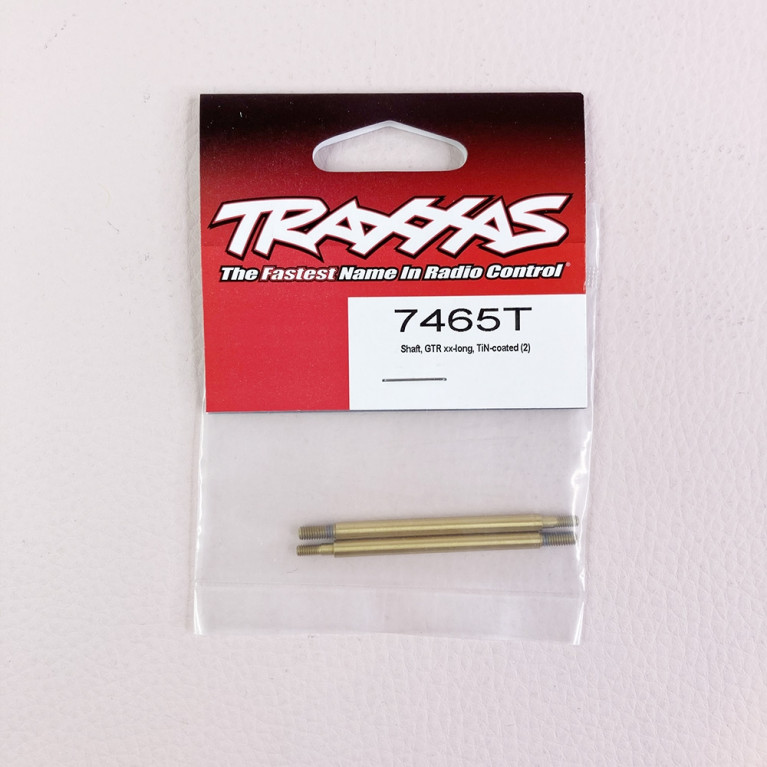 TRAXXAS
The Fastest Name In Radio Control®
7465T
Shaft, GTR xx-long, TiN-coated (2)